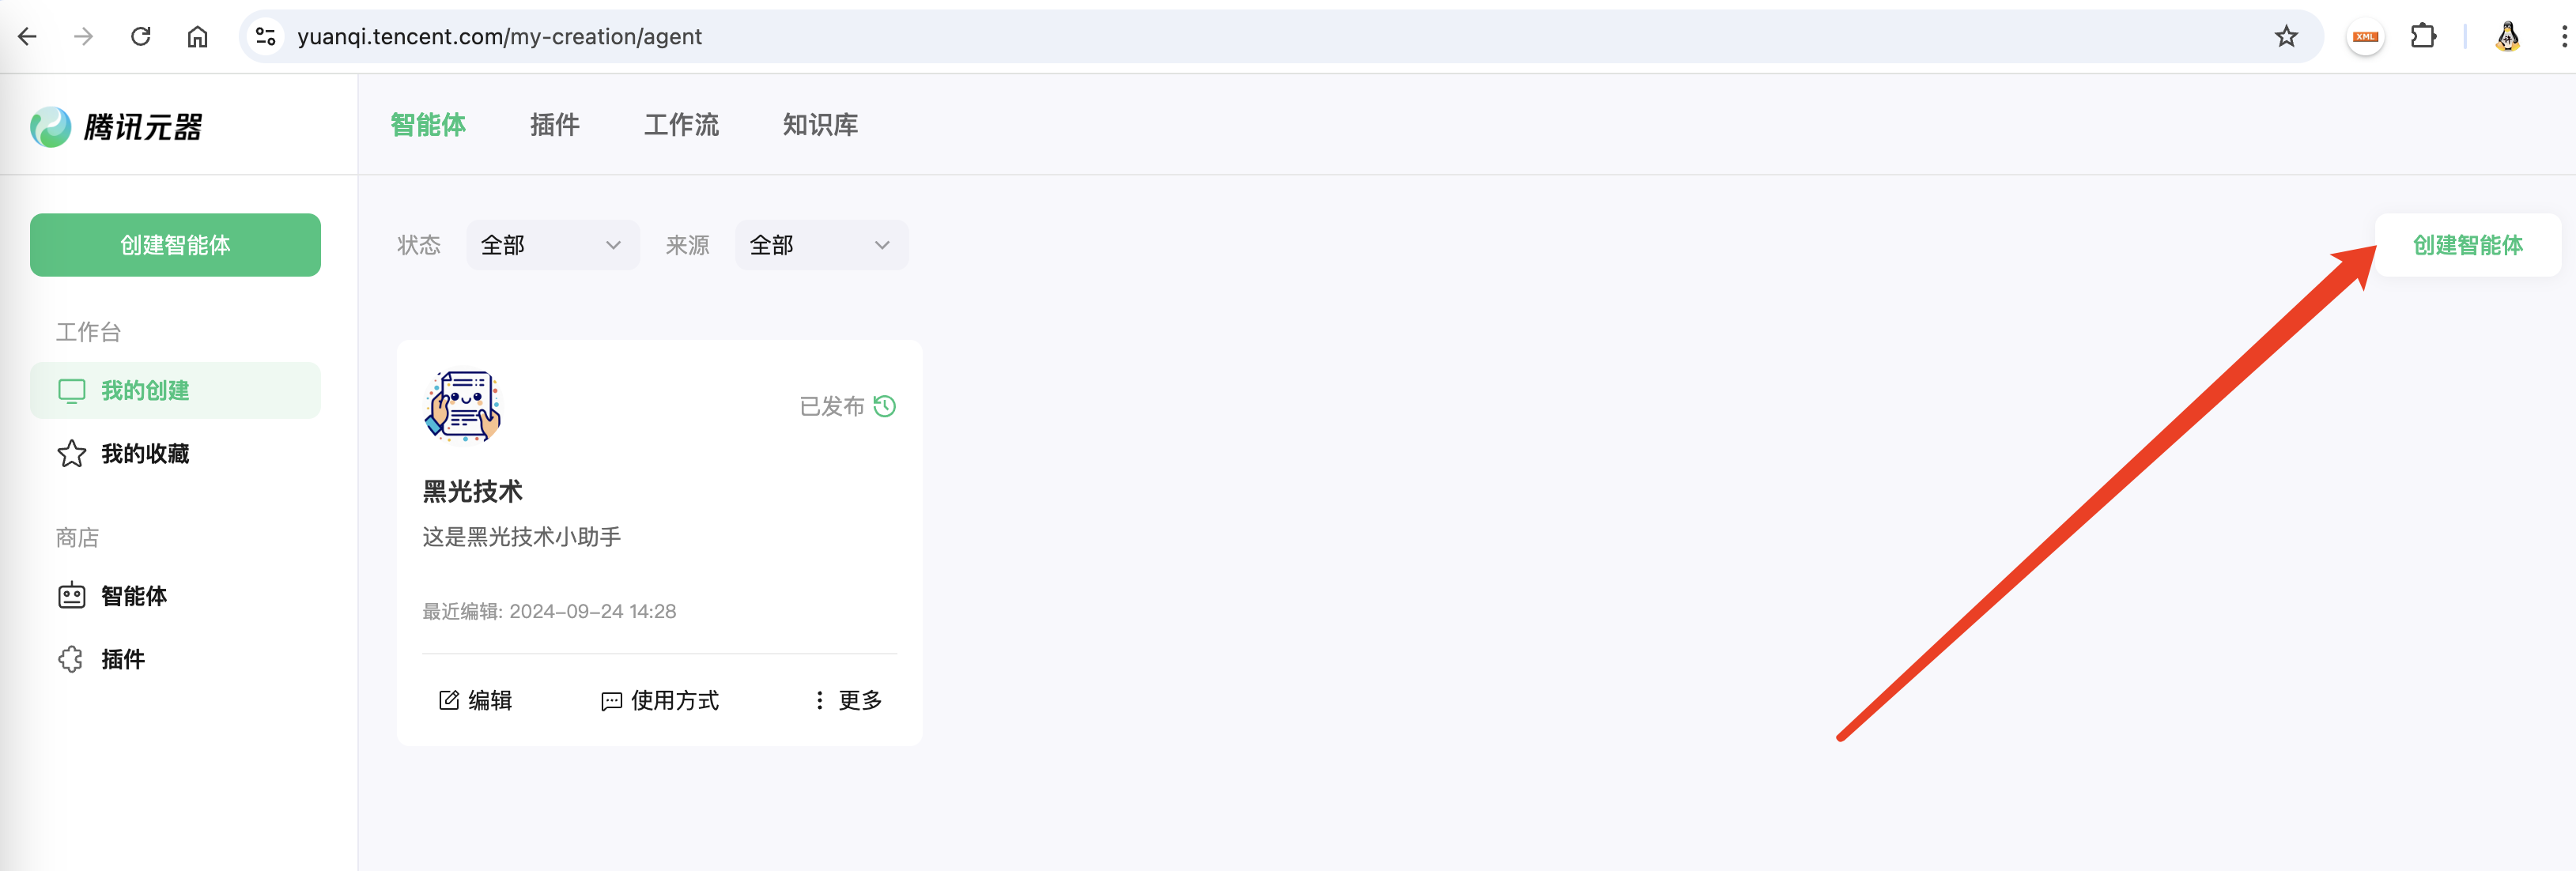 yuanqi.tencent.com/my-creation/agent
XML
腾讯元器
智能体 插件 工作流 知识库
创建智能体
状态 全部 来源 全部
创建智能体
工作台
我的创建
我的收藏
商店
智能体
插件
已发布
黑光技术
这是黑光技术小助手
最近编辑: 2024-09-24 14:28
编辑 使用方式 更多